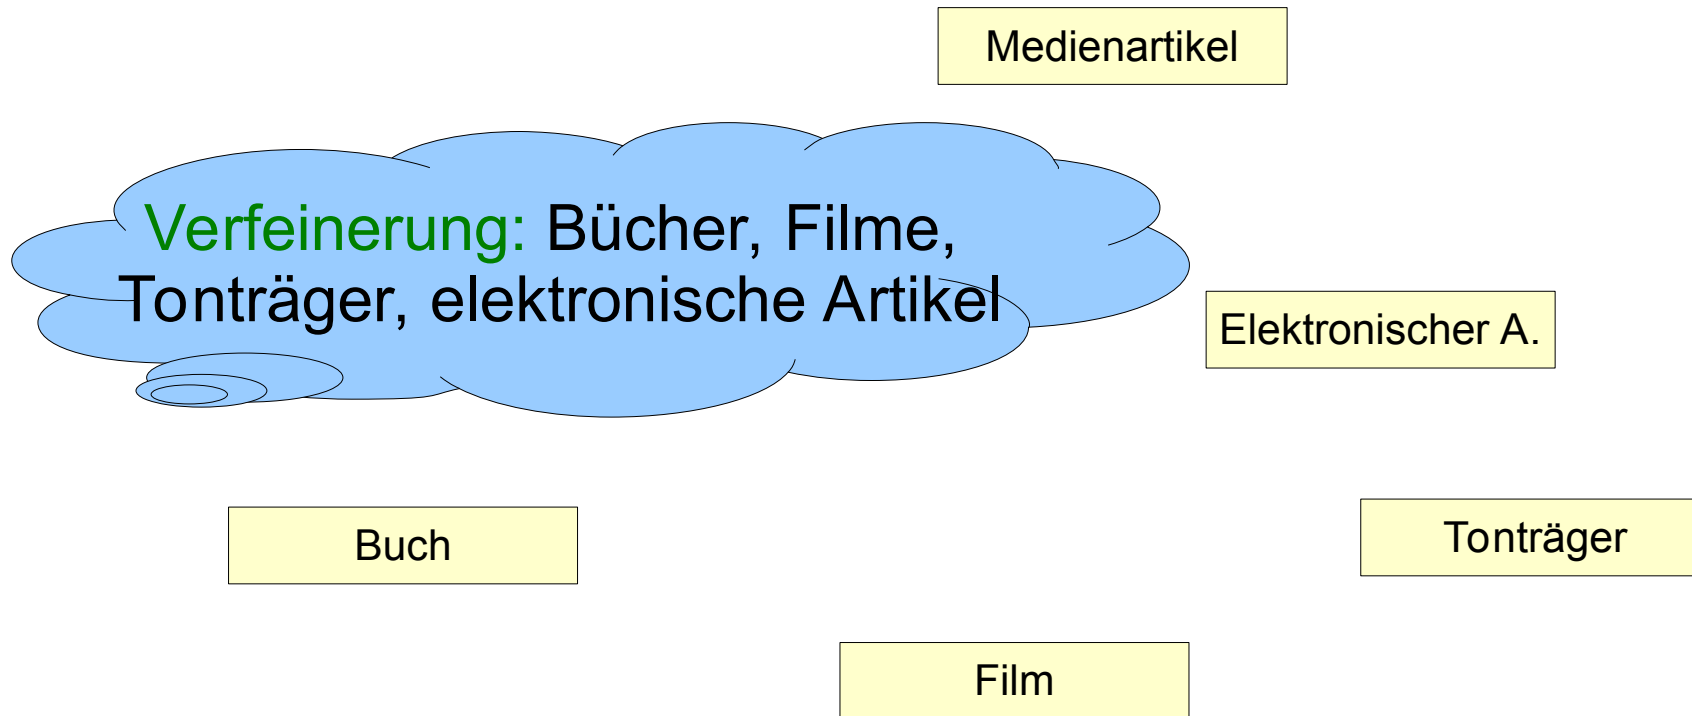 Medienartikel
Verfeinerung: Bücher, Filme,
Tonträger, elektronische Artikel
Elektronischer A.
Buch
Tonträger
Film